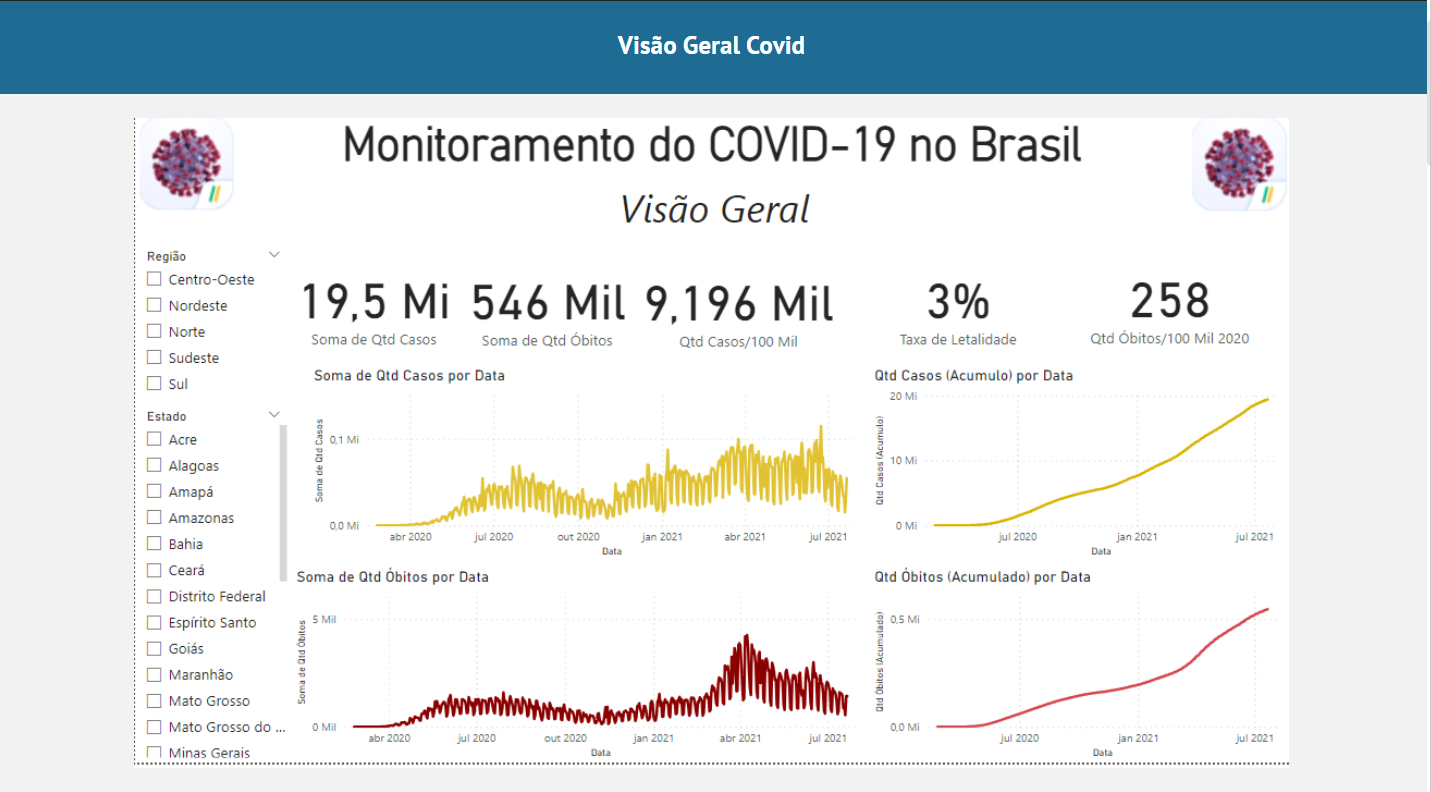 Visão Geral Covid
Monitoramento do COVID-19 no Brasil
Visão Geral
Região
Centro-Oeste
Nordeste
Norte
Sudeste
Sul
Estado
Acre
Alagoas
Amapá
Amazonas
Bahia
Ceará
Distrito Federal
Espírito Santo
Goiás
Maranhão
Mato Grosso
Mato Grosso do ...
Minas Gerais
19,5 Mi
Soma de Qtd Casos
546 Mil
Soma de Qtd Óbitos
9,196 Mil
Qtd Casos/100 Mil
3%
Taxa de Letalidade
258
Qtd Óbitos/100 Mil 2020
Soma de Qtd Casos por Data
Soma de Qtd Casos
0,1 Mi
0,0 Mi
abr 2020 jul 2020 out 2020 jan 2021 abr 2021 jul 2021
Data
Qtd Casos (Acumulo) por Data
Qtd Casos (Acumulo)
20 Mi
10 Mi
0 Mi
jul 2020 jan 2021 jul 2021
Data
Soma de Qtd Óbitos por Data
Soma de Qtd Óbitos
5 Mil
0 Mil
abr 2020 jul 2020 out 2020 jan 2021 abr 2021 jul 2021
Data
Qtd Óbitos (Acumulado) por Data
Qtd Óbitos (Acumulado)
0,5 Mi
0,0 Mi
jul 2020 jan 2021 jul 2021
Data